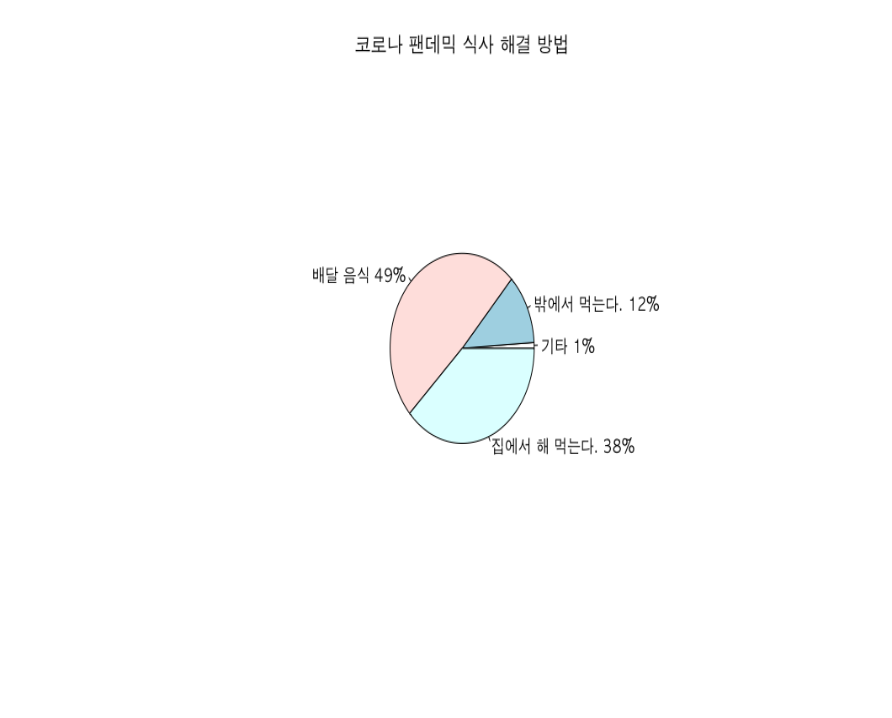 코로나 팬데믹 식사 해결 방법
배달 음식 49%
밖에서 먹는다. 12%
기타 1%
집에서 해 먹는다. 38%